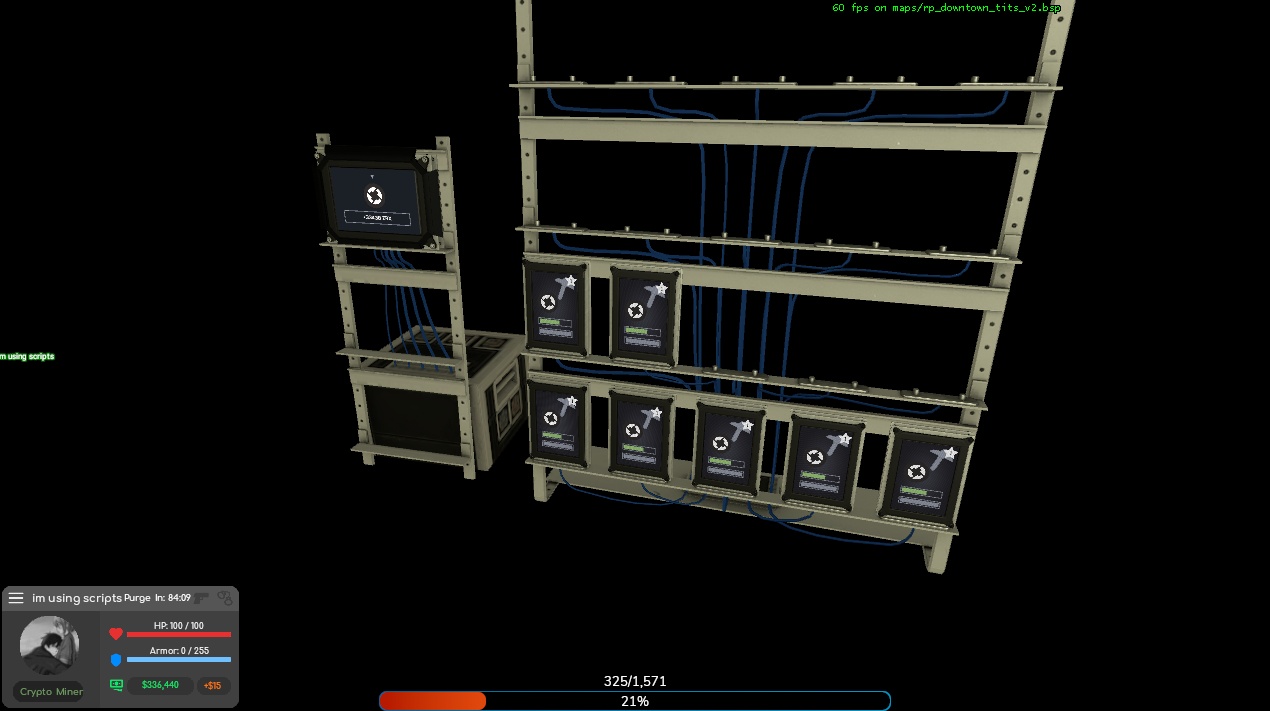 60 fps on maps/rp_downtown_tits_v2.bsp
m using scripts
im using scripts Purge In: 84:09
HP: 100 / 100
Armor: 0 / 255
$336,440 +$15
Crypto Miner
325/1,571
21%